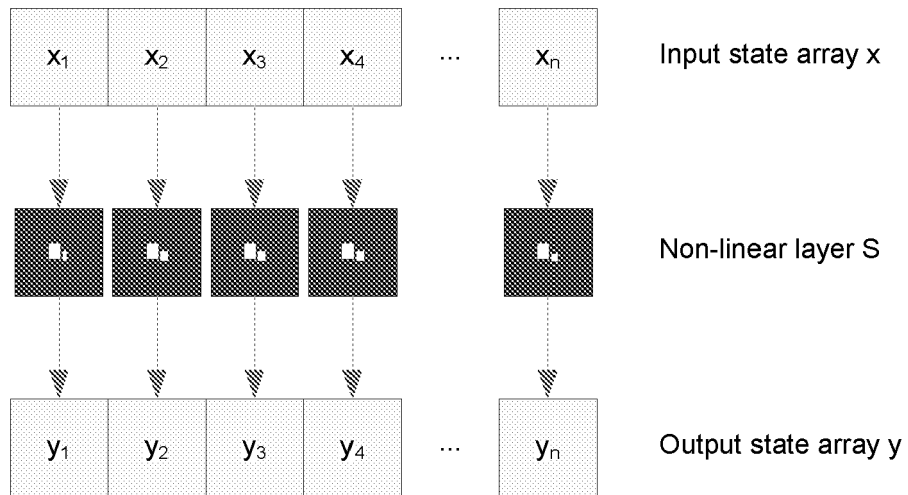 x₁ x₂ x₃ x₄ ... xₙ Input state array x
Non-linear layer S
y₁ y₂ y₃ y₄ ... yₙ Output state array y